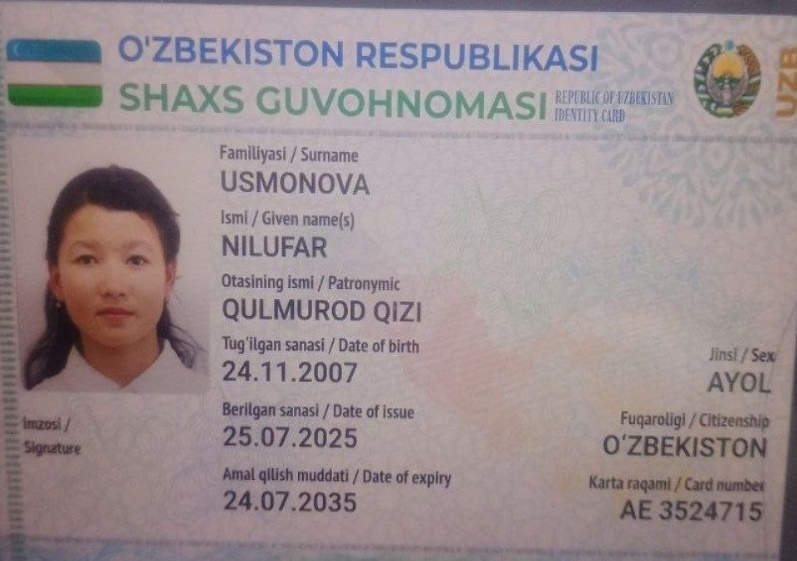 O'ZBEKISTON RESPUBLIKASI
SHAXS GUVOHNOMASI
REPUBLIC OF UZBEKISTAN
IDENTITY CARD
UZB
Familiyasi / Surname
USMONOVA
Ismi / Given name(s)
NILUFAR
Otasining ismi / Patronymic
QULMUROD QIZI
Tug'ilgan sanasi / Date of birth
24.11.2007
Jinsi / Sex
AYOL
Berilgan sanasi / Date of issue
25.07.2025
Fuqaroligi / Citizenship
OʻZBEKISTON
Imzosi /
Signature
Amal qilish muddati / Date of expiry
24.07.2035
Karta raqami / Card number
AE 3524715